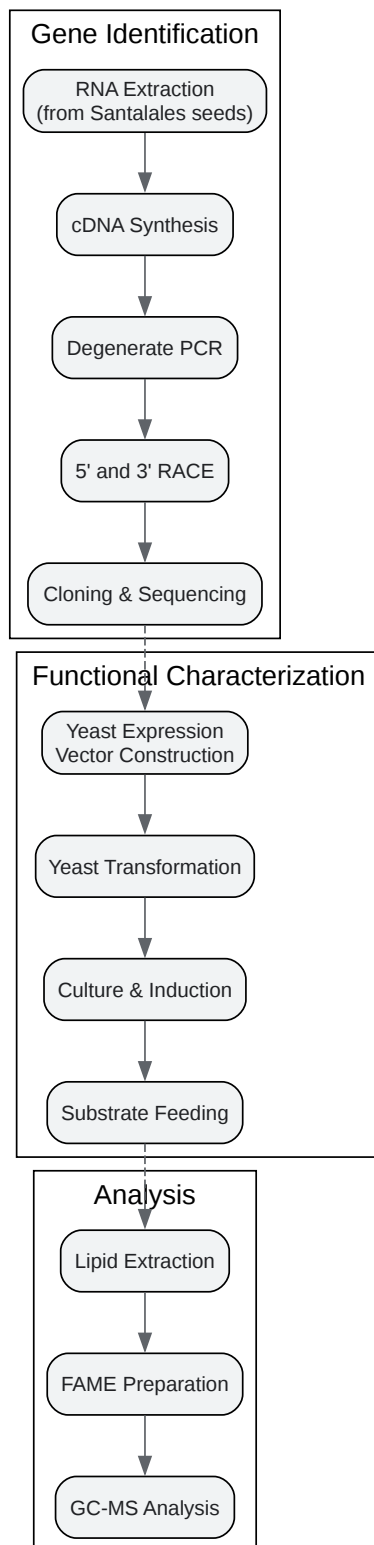 Gene Identification
RNA Extraction
(from Santalales seeds)
cDNA Synthesis
Degenerate PCR
5' and 3' RACE
Cloning & Sequencing
Functional Characterization
Yeast Expression
Vector Construction
Yeast Transformation
Culture & Induction
Substrate Feeding
Analysis
Lipid Extraction
FAME Preparation
GC-MS Analysis